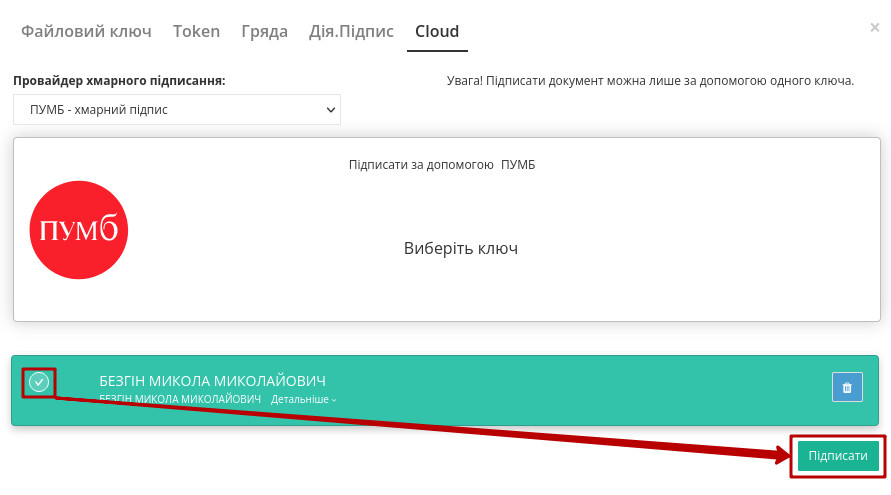 Файловий ключ Token Гряда Дія.Підпис Cloud ×
Провайдер хмарного підписання: Увага! Підписати документ можна лише за допомогою одного ключа.
ПУМБ - хмарний підпис
Підписати за допомогою ПУМБ
ПУМБ
Виберіть ключ
БЕЗГІН МИКОЛА МИКОЛАЙОВИЧ
БЕЗГІН МИКОЛА МИКОЛАЙОВИЧ Детальніше
Підписати